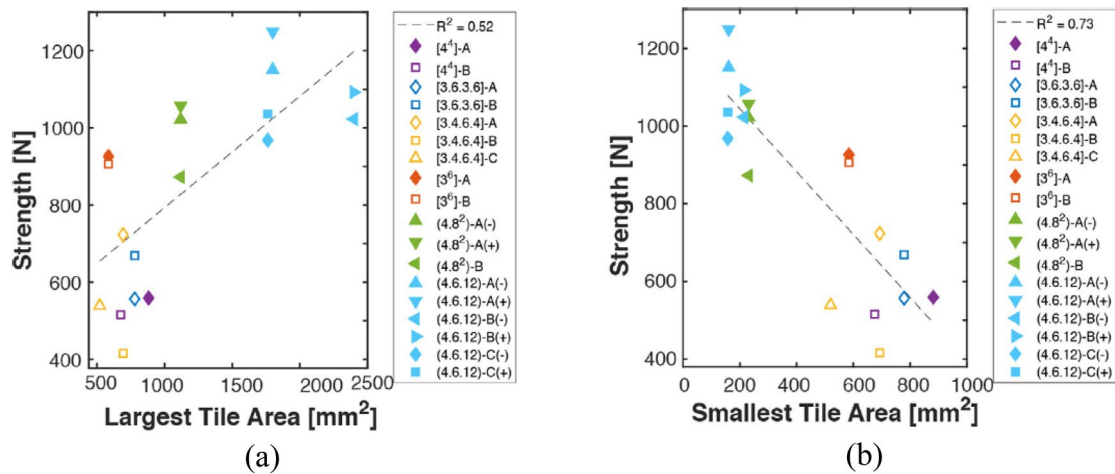 1200
1000
800
600
400
500
1000
1500
2000
2500
Strength [N]
Largest Tile Area [mm²]
R² = 0.52
[4⁴]-A
[4⁴]-B
[3.6.3.6]-A
[3.6.3.6]-B
[3.4.6.4]-A
[3.4.6.4]-B
[3.4.6.4]-C
[3⁶]-A
[3⁶]-B
(4.8²)-A(-)
(4.8²)-A(+)
(4.8²)-B
(4.6.12)-A(-)
(4.6.12)-A(+)
(4.6.12)-B(-)
(4.6.12)-B(+)
(4.6.12)-C(-)
(4.6.12)-C(+)
(a)
1200
1000
800
600
400
0
200
400
600
800
1000
Strength [N]
Smallest Tile Area [mm²]
R² = 0.73
[4⁴]-A
[4⁴]-B
[3.6.3.6]-A
[3.6.3.6]-B
[3.4.6.4]-A
[3.4.6.4]-B
[3.4.6.4]-C
[3⁶]-A
[3⁶]-B
(4.8²)-A(-)
(4.8²)-A(+)
(4.8²)-B
(4.6.12)-A(-)
(4.6.12)-A(+)
(4.6.12)-B(-)
(4.6.12)-B(+)
(4.6.12)-C(-)
(4.6.12)-C(+)
(b)